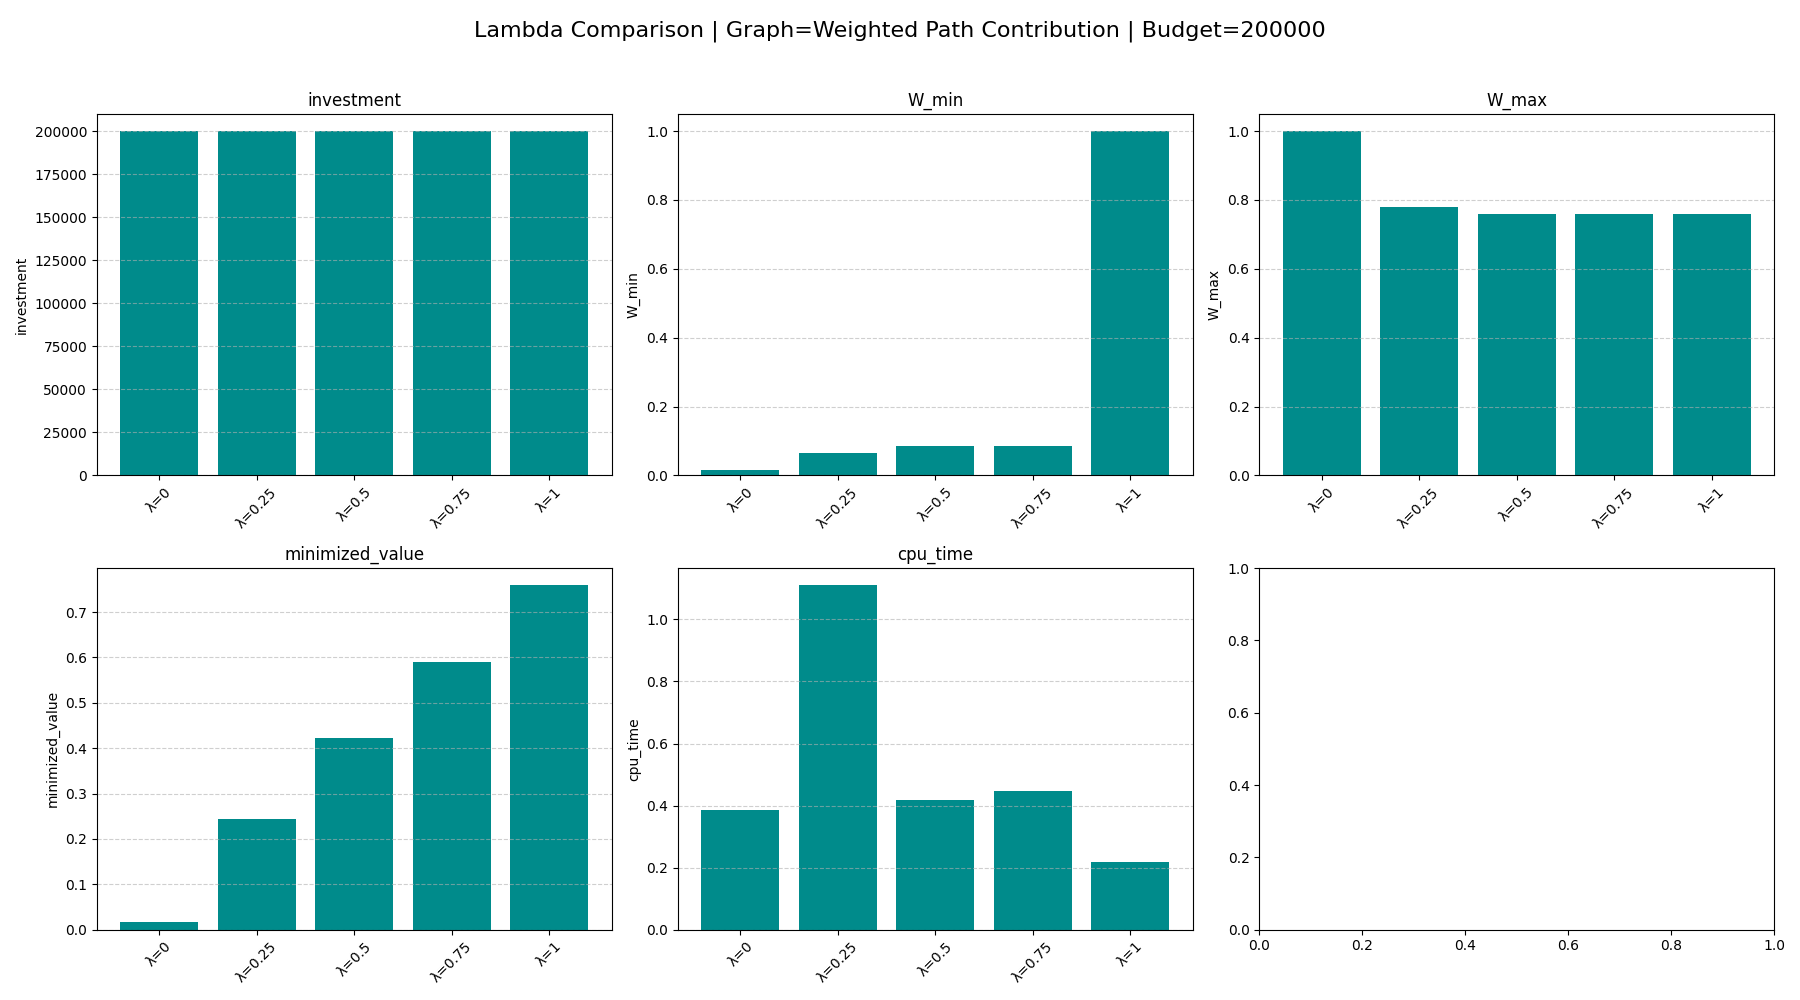 Lambda Comparison | Graph=Weighted Path Contribution | Budget=200000
investment
200000
175000
150000
125000
100000
75000
50000
25000
0
investment
λ=0
λ=0.25
λ=0.5
λ=0.75
λ=1
W_min
1.0
0.8
0.6
0.4
0.2
0.0
W_min
λ=0
λ=0.25
λ=0.5
λ=0.75
λ=1
W_max
1.0
0.8
0.6
0.4
0.2
0.0
W_max
λ=0
λ=0.25
λ=0.5
λ=0.75
λ=1
minimized_value
0.7
0.6
0.5
0.4
0.3
0.2
0.1
0.0
minimized_value
λ=0
λ=0.25
λ=0.5
λ=0.75
λ=1
cpu_time
1.0
0.8
0.6
0.4
0.2
0.0
cpu_time
λ=0
λ=0.25
λ=0.5
λ=0.75
λ=1
1.0
0.8
0.6
0.4
0.2
0.0
0.0 0.2 0.4 0.6 0.8 1.0